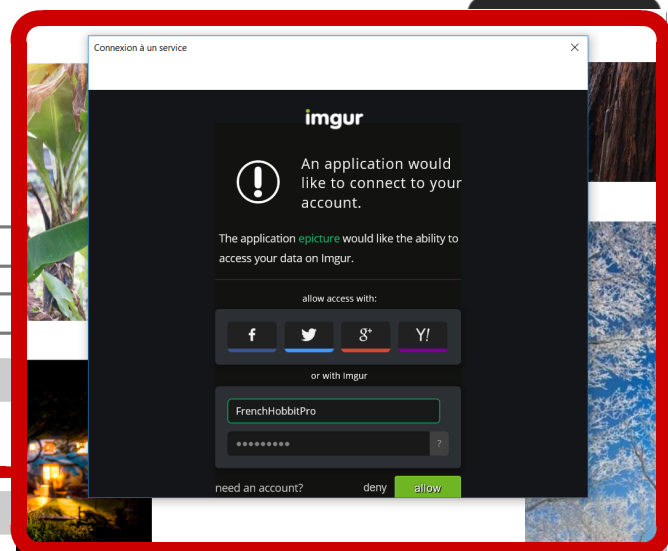 Connexion à un service
imgur
An application would
like to connect to your
account.
The application epicture would like the ability to
access your data on Imgur.
allow access with:
f g+ Y!
or with Imgur
FrenchHobbitPro
●●●●●●●●● ?
need an account? deny allow